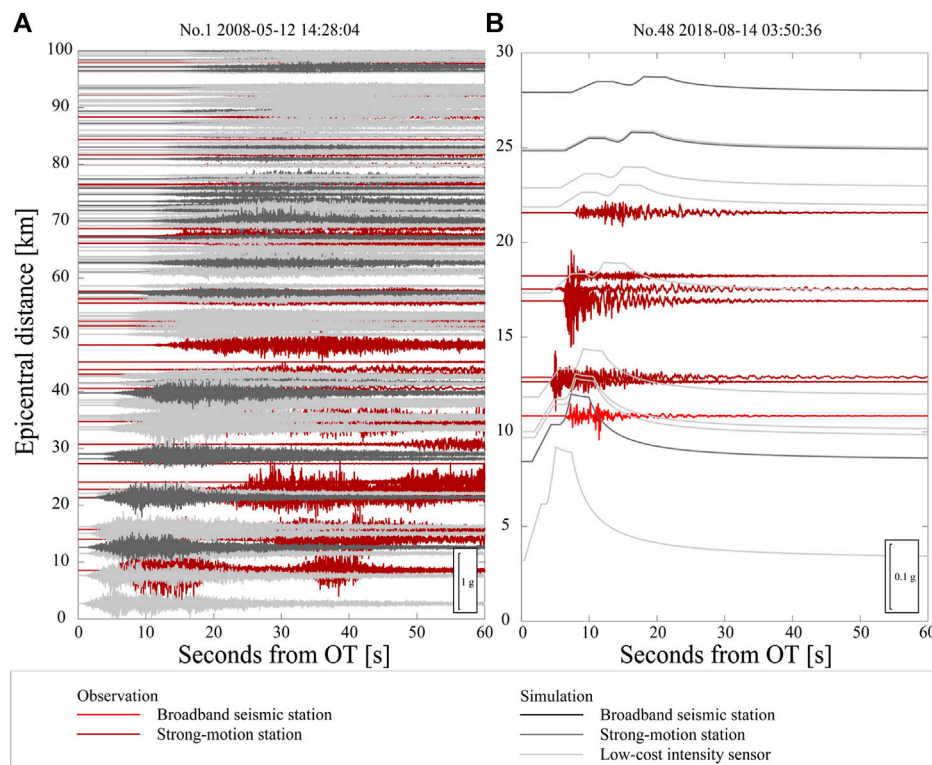 A
No.1 2008-05-12 14:28:04
100
90
80
70
60
50
40
30
20
10
0
Epicentral distance [km]
1 g
0 10 20 30 40 50 60
Seconds from OT [s]
B
No.48 2018-08-14 03:50:36
30
25
20
15
10
5
0
0.1 g
0 10 20 30 40 50 60
Seconds from OT [s]
Observation
Broadband seismic station
Strong-motion station
Simulation
Broadband seismic station
Strong-motion station
Low-cost intensity sensor